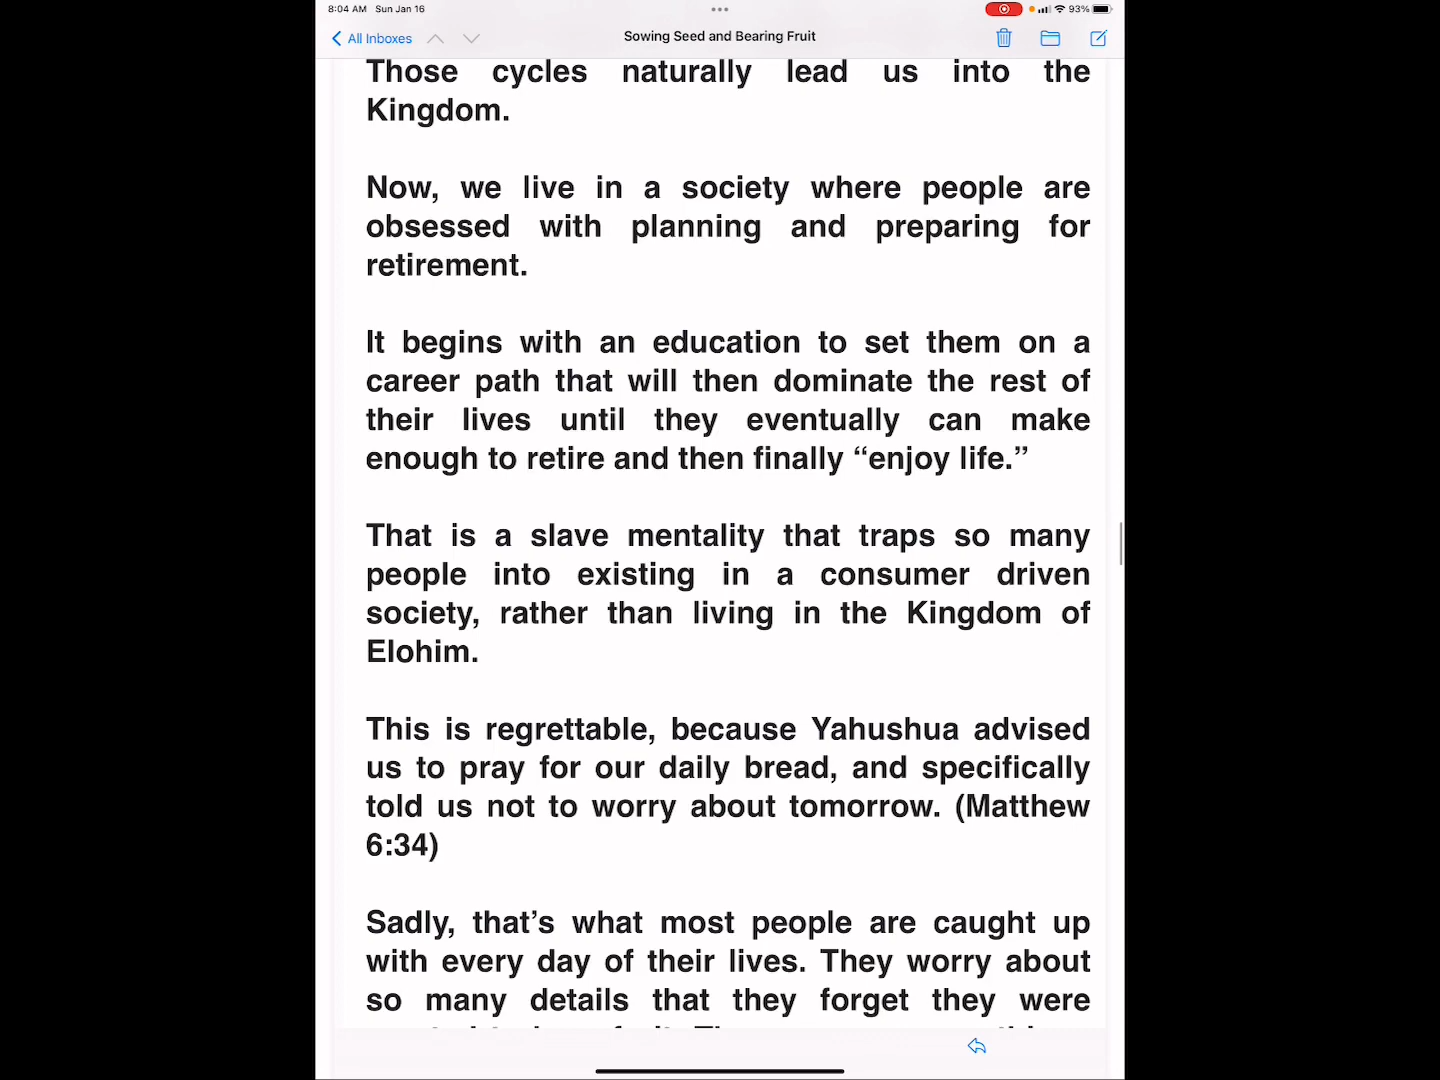 8:04 AM Sun Jan 16
93%
All Inboxes
Sowing Seed and Bearing Fruit
Those cycles naturally lead us into the
Kingdom.
Now, we live in a society where people are
obsessed with planning and preparing for
retirement.
It begins with an education to set them on a
career path that will then dominate the rest of
their lives until they eventually can make
enough to retire and then finally “enjoy life.”
That is a slave mentality that traps so many
people into existing in a consumer driven
society, rather than living in the Kingdom of
Elohim.
This is regrettable, because Yahushua advised
us to pray for our daily bread, and specifically
told us not to worry about tomorrow. (Matthew
6:34)
Sadly, that’s what most people are caught up
with every day of their lives. They worry about
so many details that they forget they were